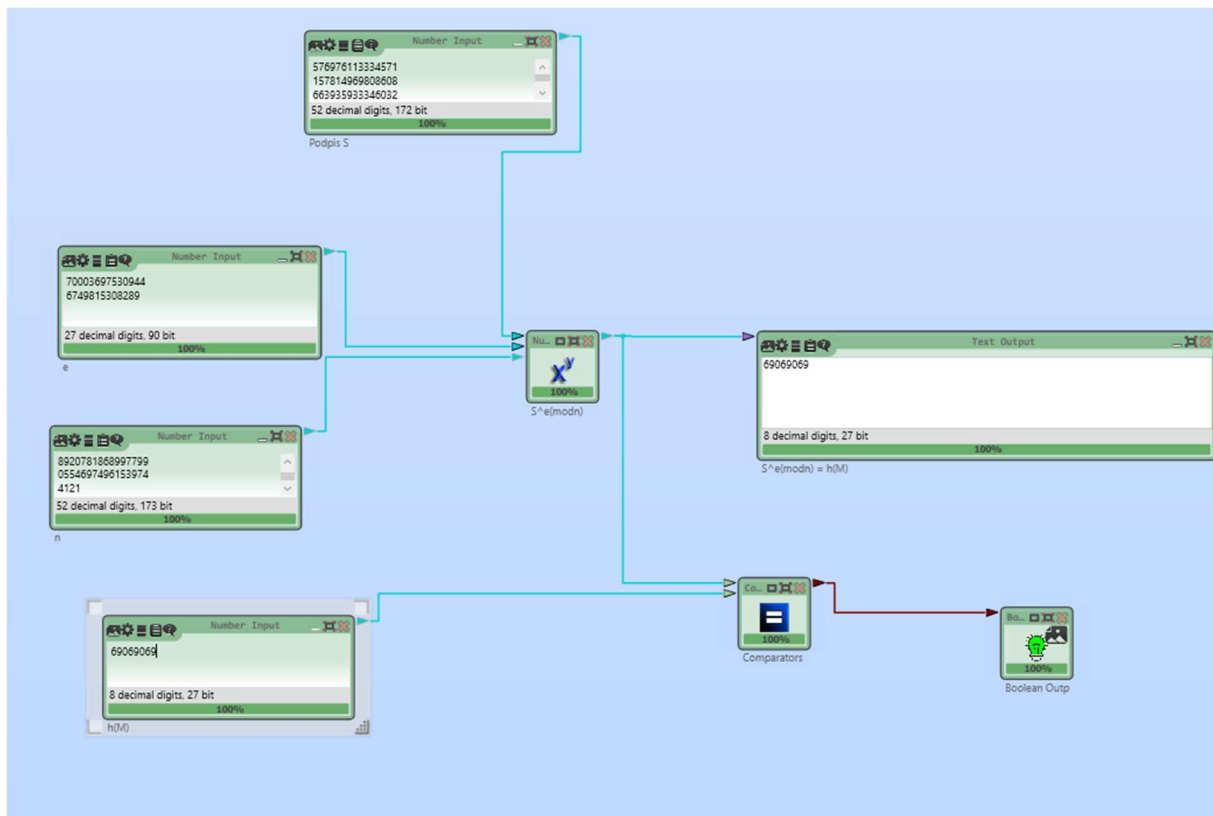 Number Input
576976113334571
157814969808608
663935933346032
52 decimal digits, 172 bit
100%
Podpis S
Number Input
70003697530944
6749815308289
27 decimal digits, 90 bit
100%
e
Nu...
100%
S^e(modn)
Text Output
69069069
8 decimal digits, 27 bit
100%
S^e(modn) = h(M)
Number Input
8920781868997799
0554697496153974
4121
52 decimal digits, 173 bit
100%
n
Number Input
69069069
8 decimal digits, 27 bit
100%
h(M)
Co...
=
100%
Comparators
Bo...
100%
Boolean Outp